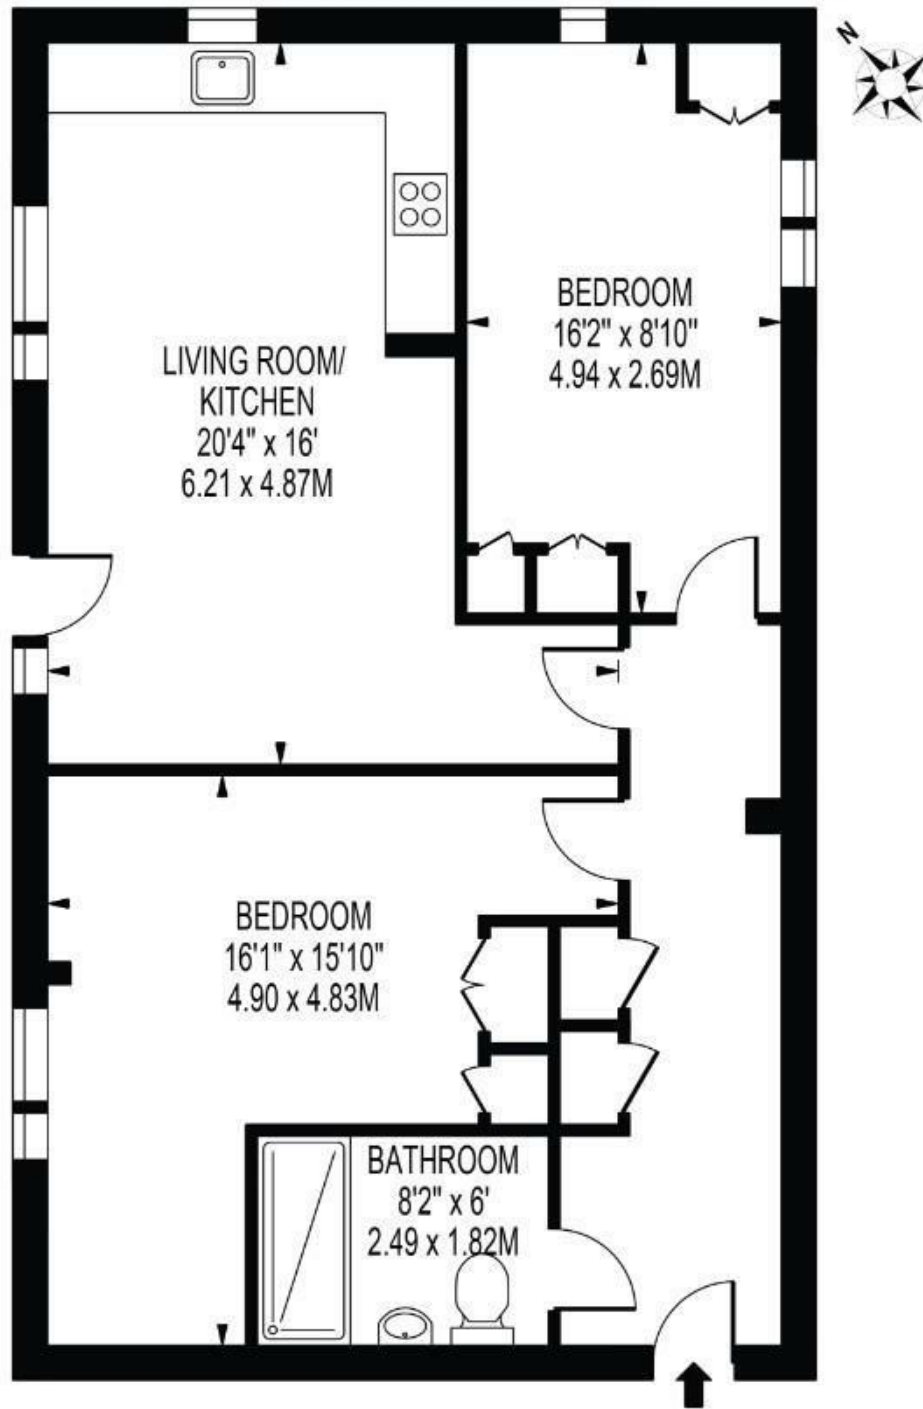 N
BEDROOM
16'2" x 8'10"
4.94 x 2.69M
LIVING ROOM/
KITCHEN
20'4" x 16'
6.21 x 4.87M
BEDROOM
16'1" x 15'10"
4.90 x 4.83M
BATHROOM
8'2" x 6'
2.49 x 1.82M